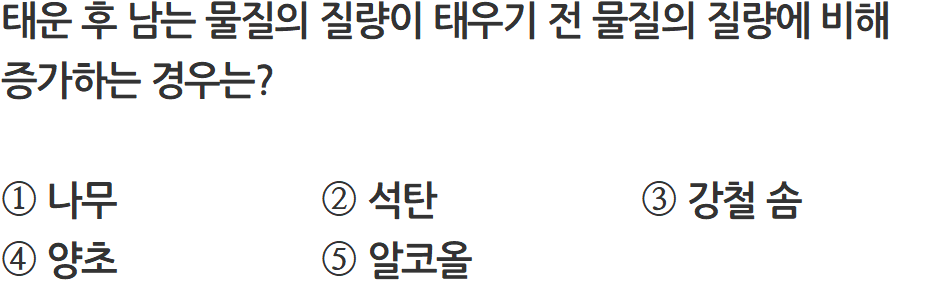 태운 후 남는 물질의 질량이 태우기 전 물질의 질량에 비해
증가하는 경우는?
① 나무 ② 석탄 ③ 강철 솜
④ 양초 ⑤ 알코올